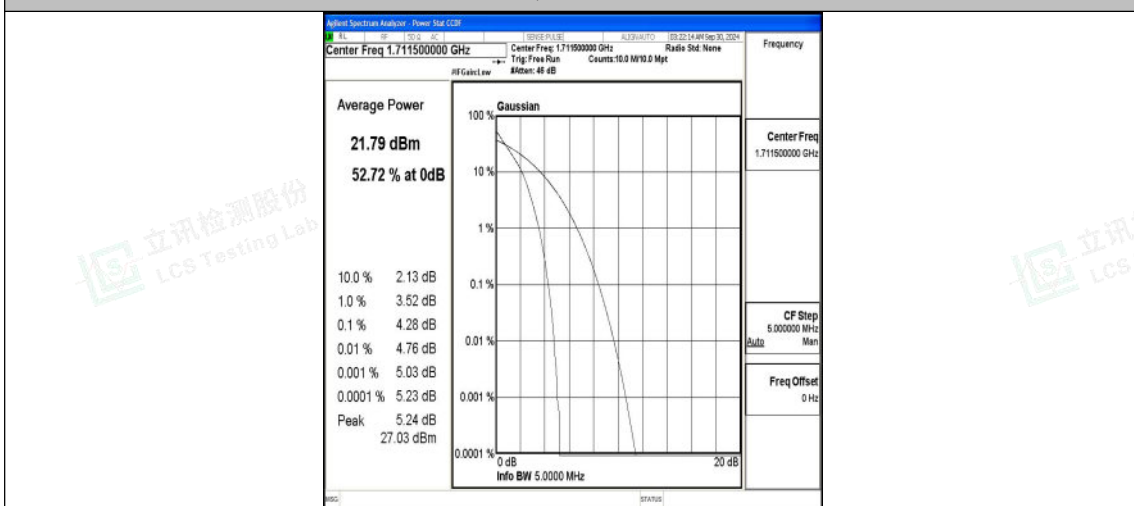 Agilent Spectrum Analyzer - Power Stat CCDF
RL RF 50 Ω AC SENSE:PULSE ALIGNAUTO 03:22:14 AM Sep 30, 2024
Center Freq 1.711500000 GHz
Center Freq: 1.711500000 GHz Radio Std: None
Trig: Free Run Counts:10.0 M/10.0 Mpt
#IFGain:Low #Atten: 46 dB
Frequency
Average Power
21.79 dBm
52.72 % at 0dB
10.0 % 2.13 dB
1.0 % 3.52 dB
0.1 % 4.28 dB
0.01 % 4.76 dB
0.001 % 5.03 dB
0.0001 % 5.23 dB
Peak 5.24 dB
27.03 dBm
Gaussian
100 %
10 %
1 %
0.1 %
0.01 %
0.001 %
0.0001 %
0 dB 20 dB
Info BW 5.0000 MHz
Center Freq
1.711500000 GHz
CF Step
5.000000 MHz
Auto Man
Freq Offset
0 Hz
MSG STATUS
立讯检测股份
LCS Testing Lab
立讯
LCS